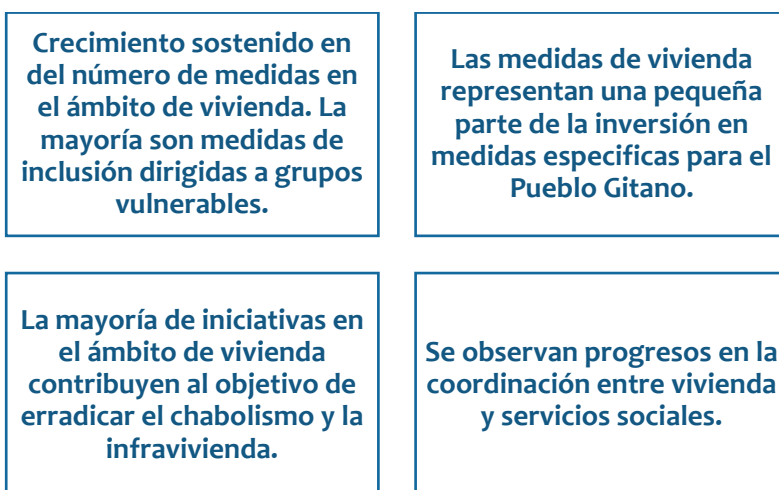 Crecimiento sostenido en
del número de medidas en
el ámbito de vivienda. La
mayoría son medidas de
inclusión dirigidas a grupos
vulnerables.
Las medidas de vivienda
representan una pequeña
parte de la inversión en
medidas especificas para el
Pueblo Gitano.
La mayoría de iniciativas en
el ámbito de vivienda
contribuyen al objetivo de
erradicar el chabolismo y la
infravivienda.
Se observan progresos en la
coordinación entre vivienda
y servicios sociales.